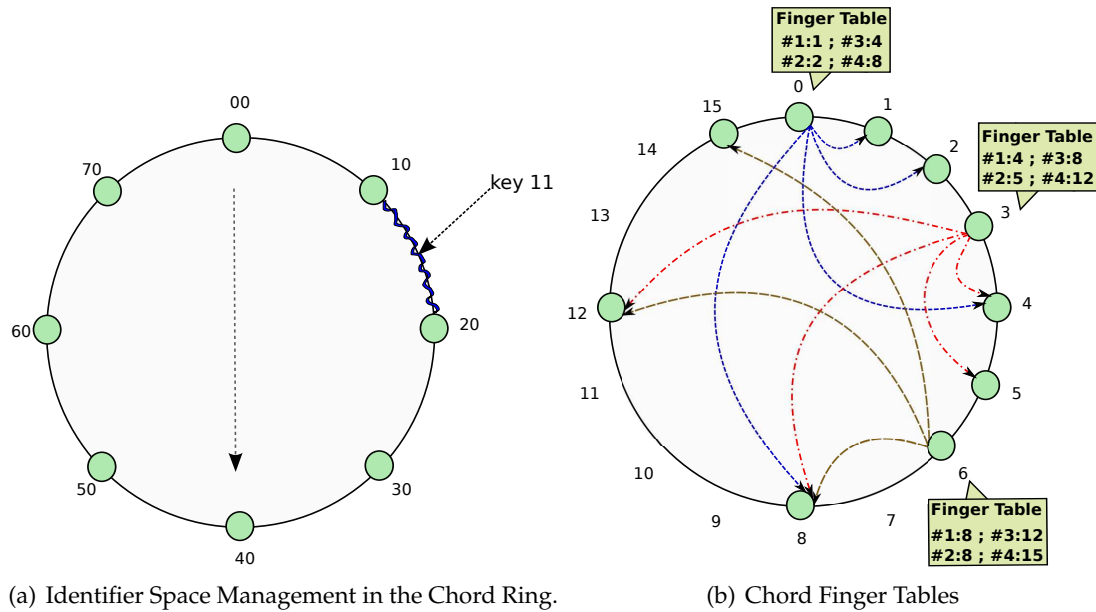 00
10
key 11
20
30
40
50
60
70
(a) Identifier Space Management in the Chord Ring.
Finger Table
#1:1 ; #3:4
#2:2 ; #4:8
0
1
2
Finger Table
#1:4 ; #3:8
#2:5 ; #4:12
3
4
5
6
Finger Table
#1:8 ; #3:12
#2:8 ; #4:15
7
8
9
10
11
12
13
14
15
(b) Chord Finger Tables